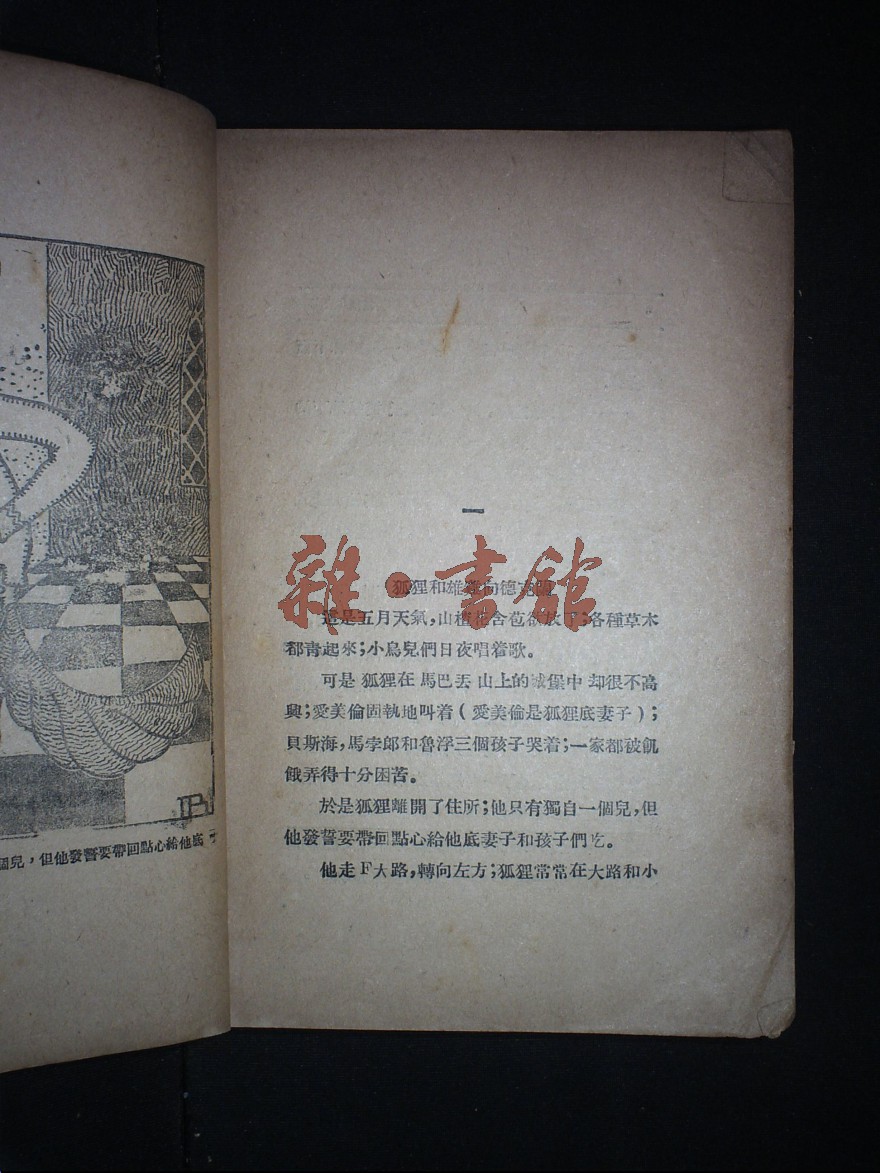 一
狐狸和雄雞尚德克勒
這是五月天氣,山楂花含苞欲放了;各種草木
都青起來;小鳥兒們日夜唱着歌。
可是狐狸在馬巴丟山上的城堡中却很不高
興;愛美倫固執地叫着(愛美倫是狐狸底妻子);
貝斯海,馬孛郎和魯浮三個孩子哭着;一家都被飢
餓弄得十分困苦。
於是狐狸離開了住所;他只有獨自一個兒,但
他發誓要帶回點心給他底妻子和孩子們吃。
他走下大路,轉向左方;狐狸常常在大路和小
個兒,但他發誓要帶回點心給他底
雜·書館